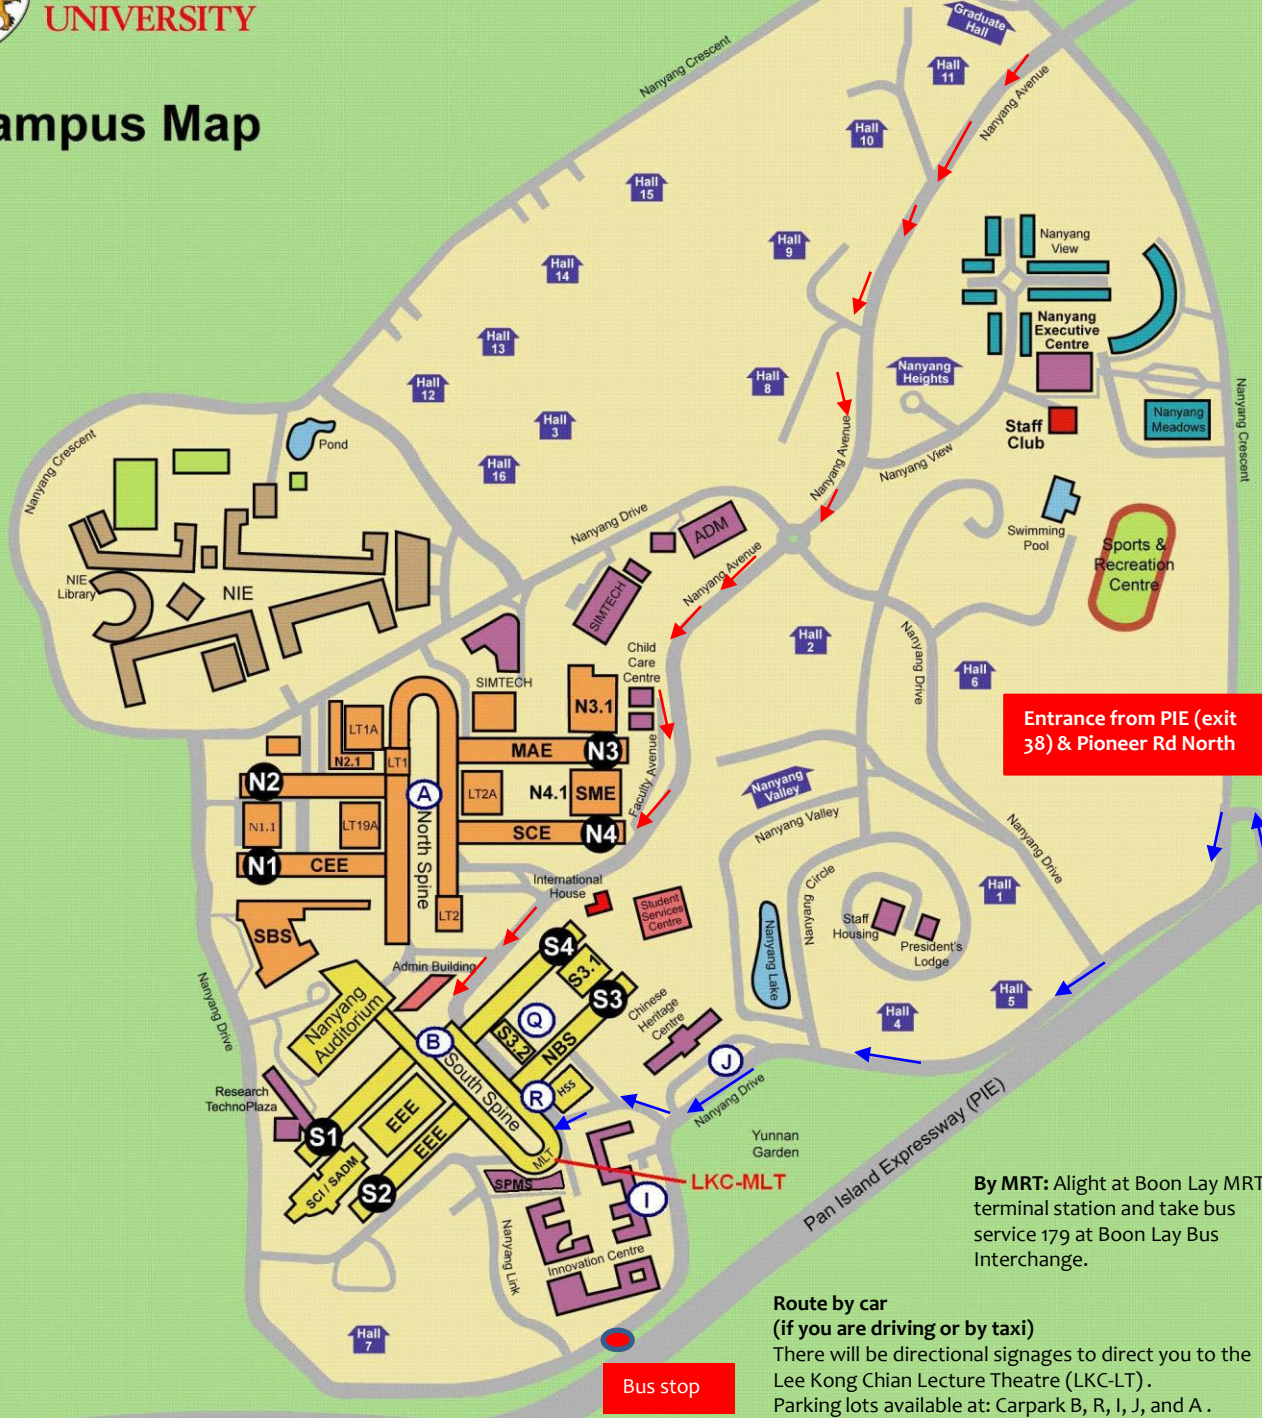 UNIVERSITY
ampus Map
Graduate
Hall
Hall
11
Nanyang Crescent
Nanyang Avenue
Hall
10
Hall
15
Hall
9
Nanyang
View
Hall
14
Nanyang
Executive
Centre
Hall
13
Hall
8
Nanyang
Heights
Hall
12
Hall
3
Staff
Club
Nanyang
Meadows
Nanyang Crescent
Nanyang Crescent
Pond
Hall
16
Nanyang Avenue
Nanyang View
Nanyang Drive
ADM
Swimming
Pool
Sports &
Recreation
Centre
Nanyang Avenue
NIE
Library
NIE
SIMTECH
Child
Care
Centre
Hall
2
Nanyang Drive
Hall
6
SIMTECH
N3.1
Entrance from PIE (exit
38) & Pioneer Rd North
LT1A
N2.1
LT1
MAE
N3
Faculty Avenue
N2
A
LT2A
N4.1
SME
Nanyang
Valley
Nanyang Valley
N1.1
LT19A
North Spine
SCE
N4
Nanyang Drive
N1
CEE
International
House
Nanyang Circle
Hall
1
LT2
Student
Services
Centre
Staff
Housing
President's
Lodge
SBS
S4
Nanyang Lake
Admin Building
S3.1
Nanyang Drive
S3
Hall
5
Nanyang
Auditorium
Chinese
Heritage
Centre
Hall
4
Q
B
S3.2
NBS
J
South Spine
Research
TechnoPlaza
R
HSS
Nanyang Drive
Pan Island Expressway (PIE)
EEE
S1
EEE
Yunnan
Garden
MLT
SCI / SADM
S2
SPMS
LKC-MLT
I
By MRT: Alight at Boon Lay MRT
terminal station and take bus
service 179 at Boon Lay Bus
Interchange.
Nanyang Link
Innovation Centre
Hall
7
Bus stop
Route by car
(if you are driving or by taxi)
There will be directional signages to direct you to the
Lee Kong Chian Lecture Theatre (LKC-LT) .
Parking lots available at: Carpark B, R, I, J, and A .